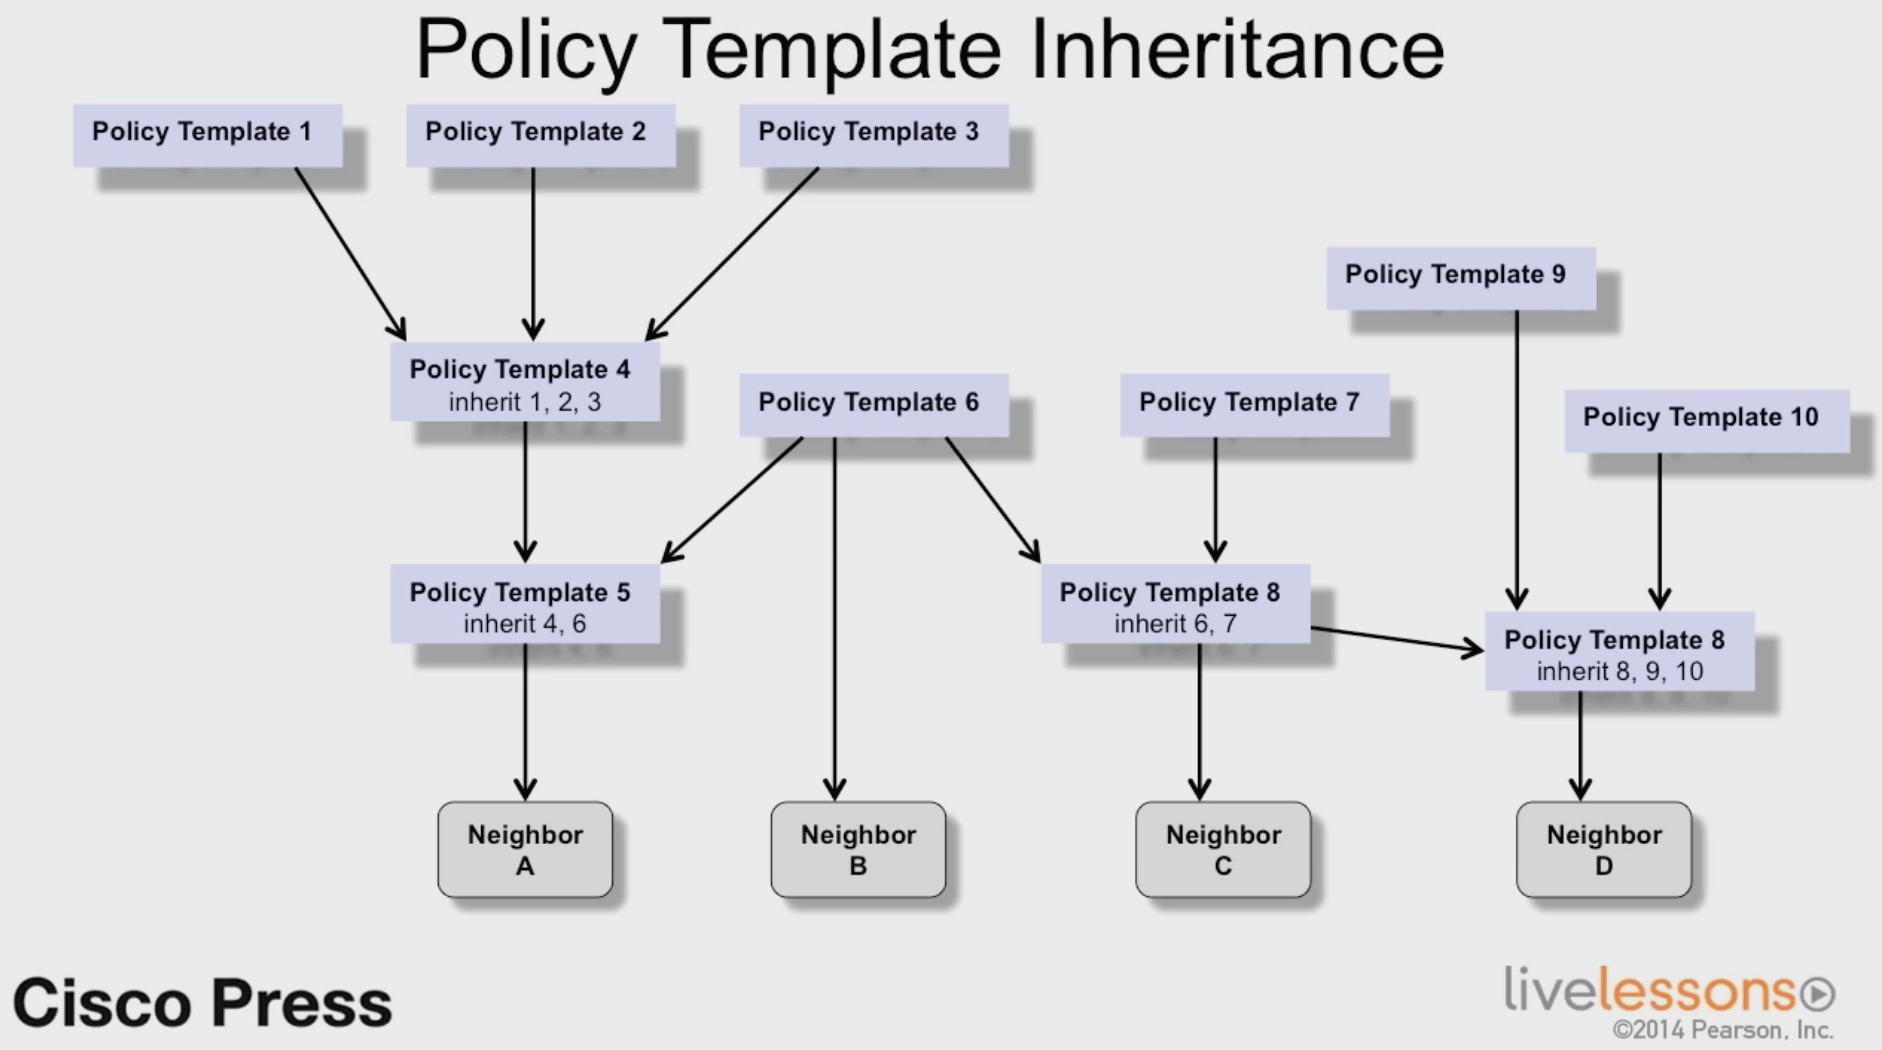 Policy Template Inheritance
Policy Template 1
Policy Template 2
Policy Template 3
Policy Template 9
Policy Template 4
inherit 1, 2, 3
Policy Template 6
Policy Template 7
Policy Template 10
Policy Template 5
inherit 4, 6
Policy Template 8
inherit 6, 7
Policy Template 8
inherit 8, 9, 10
Neighbor
A
Neighbor
B
Neighbor
C
Neighbor
D
Cisco Press
livelessons
©2014 Pearson, Inc.